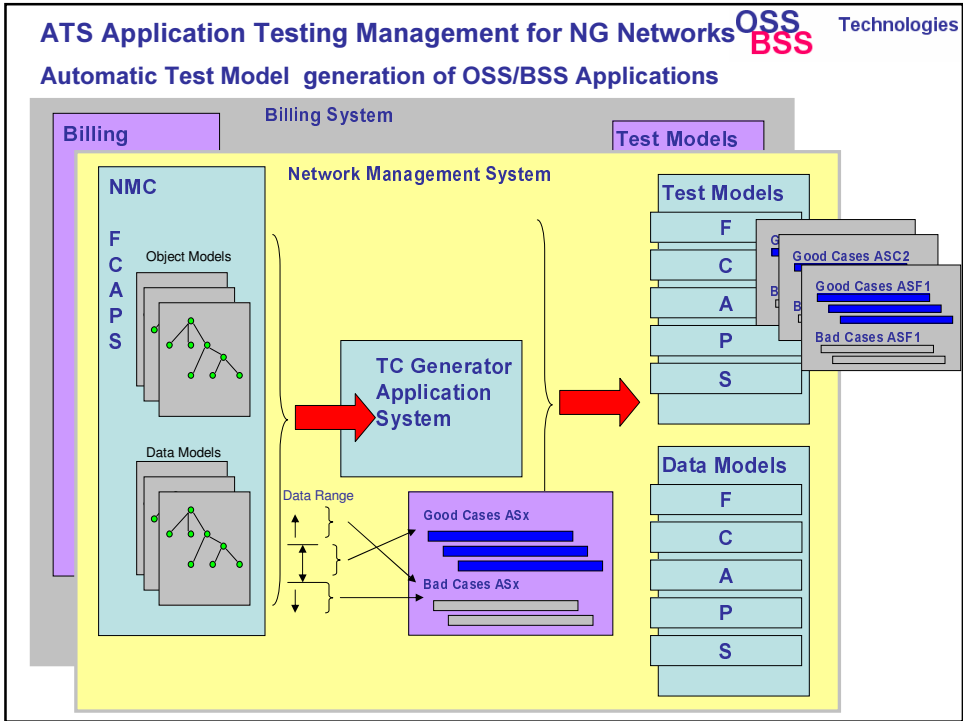 ATS Application Testing Management for NG Networks
OSS
BSS
Technologies
Automatic Test Model generation of OSS/BSS Applications
Billing System
Billing
Test Models
Network Management System
NMC
F
C
A
P
S
Object Models
Data Models
TC Generator
Application
System
Data Range
Good Cases ASx
Bad Cases ASx
Test Models
F
C
A
P
S
G
B
Good Cases ASC2
B
Good Cases ASF1
Bad Cases ASF1
Data Models
F
C
A
P
S